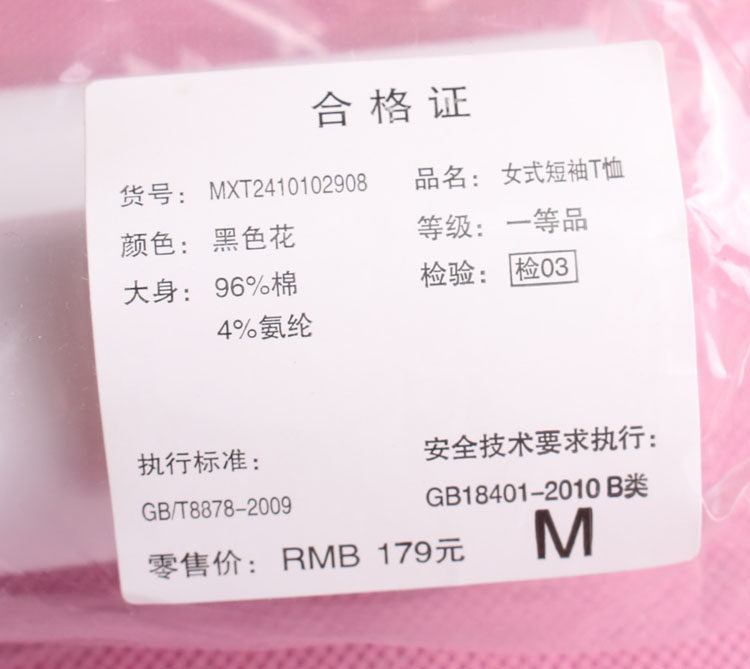 合格证
货号: MXT2410102908
品名: 女式短袖T恤
颜色: 黑色花
等级: 一等品
大身: 96%棉
检验: 检03
4%氨纶
执行标准:
安全技术要求执行:
GB/T8878-2009
GB18401-2010 B类
零售价: RMB 179元
M